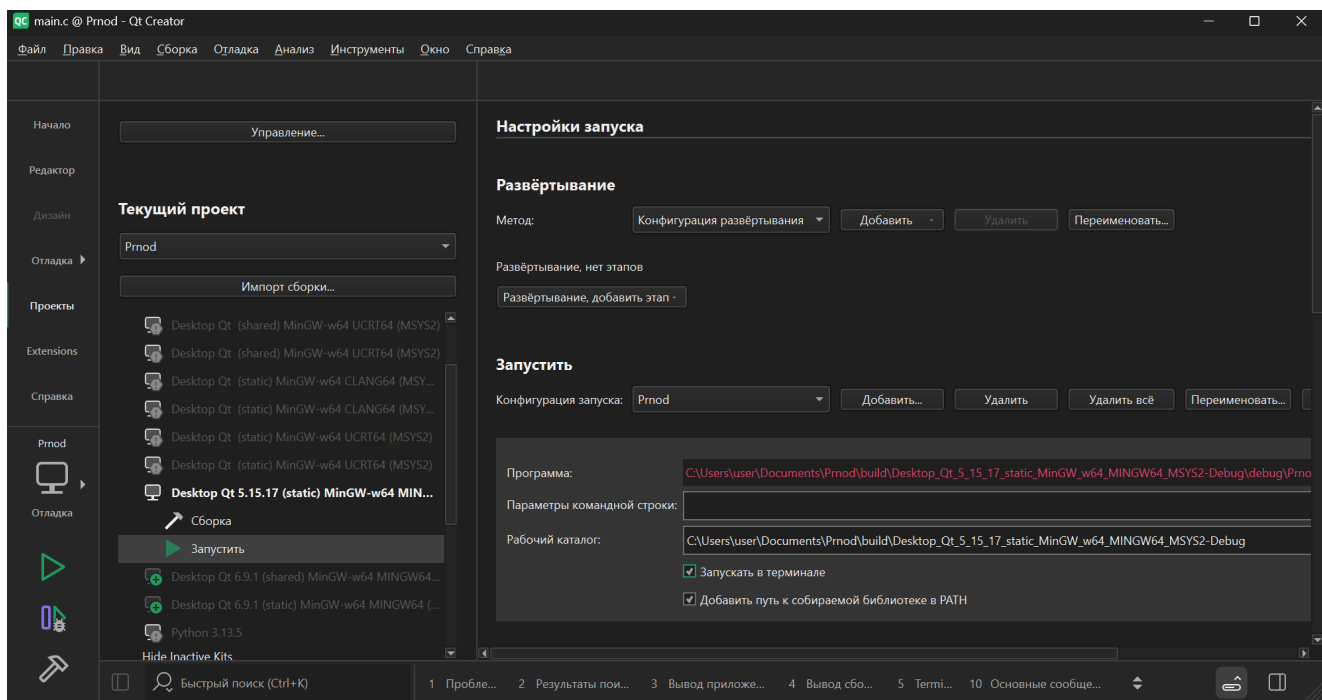 QC main.c @ Prnod - Qt Creator
Файл Правка Вид Сборка Отладка Анализ Инструменты Окно Справка
Начало
Редактор
Дизайн
Отладка
Проекты
Extensions
Справка
Prnod
Отладка
Управление...
Текущий проект
Prnod
Импорт сборки...
Desktop Qt (shared) MinGW-w64 UCRT64 (MSYS2)
Desktop Qt (shared) MinGW-w64 UCRT64 (MSYS2)
Desktop Qt (static) MinGW-w64 CLANG64 (MSY...
Desktop Qt (static) MinGW-w64 CLANG64 (MSY...
Desktop Qt (static) MinGW-w64 UCRT64 (MSYS2)
Desktop Qt (static) MinGW-w64 UCRT64 (MSYS2)
Desktop Qt 5.15.17 (static) MinGW-w64 MIN...
Сборка
Запустить
Desktop Qt 6.9.1 (shared) MinGW-w64 MINGW64...
Desktop Qt 6.9.1 (static) MinGW-w64 MINGW64 (...
Python 3.13.5
Hide Inactive Kits
Настройки запуска
Развёртывание
Метод: Конфигурация развёртывания Добавить Удалить Переименовать...
Развёртывание, нет этапов
Развёртывание, добавить этап
Запустить
Конфигурация запуска: Prnod Добавить... Удалить Удалить всё Переименовать...
Программа: C:\Users\user\Documents\Prnod\build\Desktop_Qt_5_15_17_static_MinGW_w64_MINGW64_MSYS2-Debug\debug\Prno
Параметры командной строки:
Рабочий каталог: C:\Users\user\Documents\Prnod\build\Desktop_Qt_5_15_17_static_MinGW_w64_MINGW64_MSYS2-Debug
Запускать в терминале
Добавить путь к собираемой библиотеке в PATH
Быстрый поиск (Ctrl+K) 1 Пробле... 2 Результаты пои... 3 Вывод приложе... 4 Вывод сбо... 5 Termi... 10 Основные сообще...